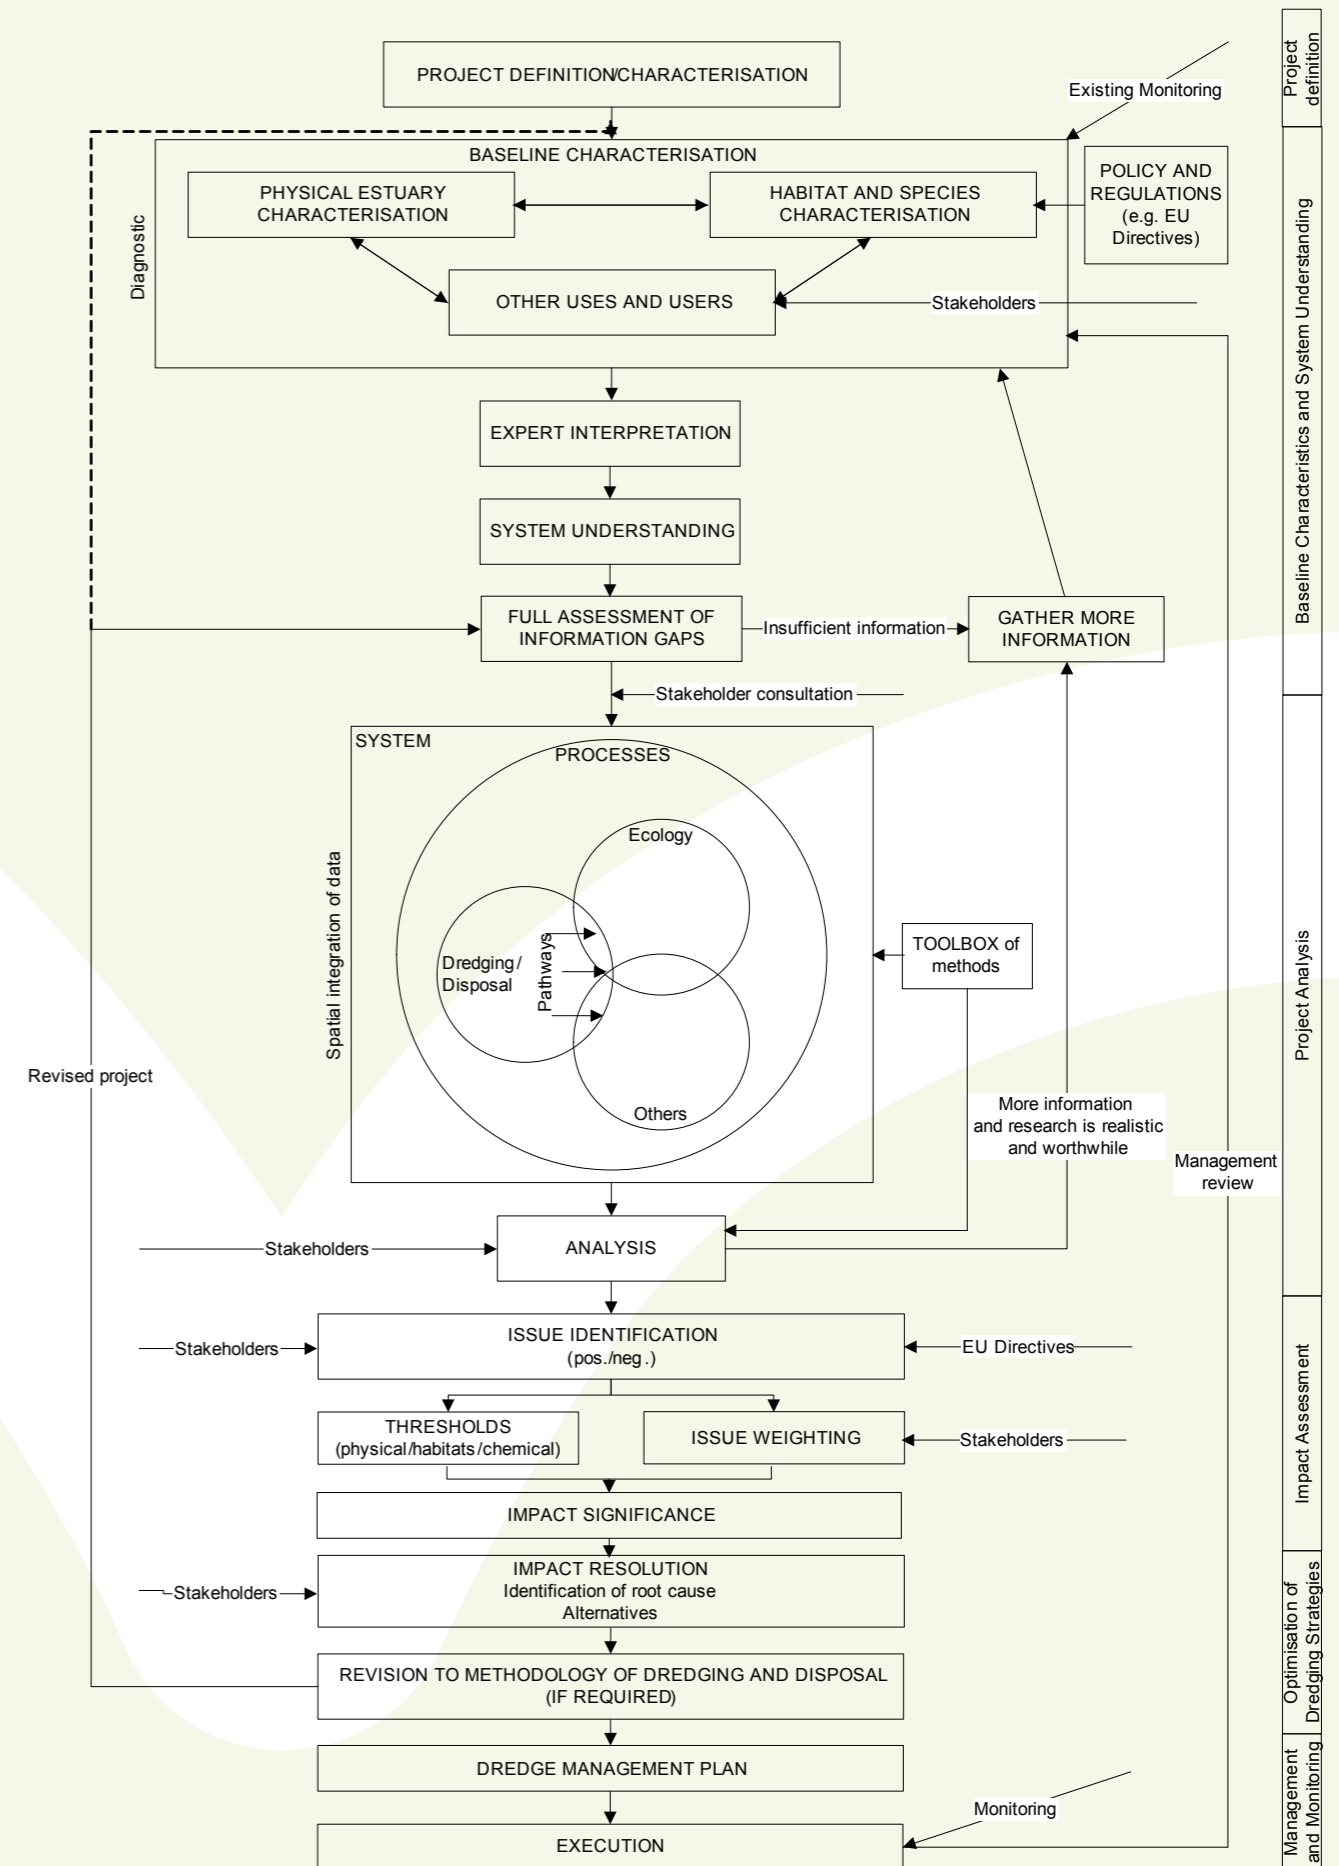 PROJECT DEFINITION/CHARACTERISATION
Existing Monitoring
Project
definition
BASELINE CHARACTERISATION
PHYSICAL ESTUARY
CHARACTERISATION
HABITAT AND SPECIES
CHARACTERISATION
POLICY AND
REGULATIONS
(e.g. EU
Directives)
Diagnostic
OTHER USES AND USERS
Stakeholders
Baseline Characteristics and System Understanding
EXPERT INTERPRETATION
SYSTEM UNDERSTANDING
FULL ASSESSMENT OF
INFORMATION GAPS
Insufficient information
GATHER MORE
INFORMATION
Stakeholder consultation
SYSTEM
PROCESSES
Ecology
Spatial integration of data
Dredging/
Disposal
Pathways
TOOLBOX of
methods
Project Analysis
Others
Revised project
More information
and research is realistic
and worthwhile
Management
review
Stakeholders
ANALYSIS
ISSUE IDENTIFICATION
(pos./neg.)
Stakeholders
EU Directives
Impact Assessment
THRESHOLDS
(physical/habitats/chemical)
ISSUE WEIGHTING
Stakeholders
IMPACT SIGNIFICANCE
IMPACT RESOLUTION
Identification of root cause
Alternatives
Stakeholders
Optimisation of
Dredging Strategies
REVISION TO METHODOLOGY OF DREDGING AND DISPOSAL
(IF REQUIRED)
DREDGE MANAGEMENT PLAN
Management
and Monitoring
Monitoring
EXECUTION